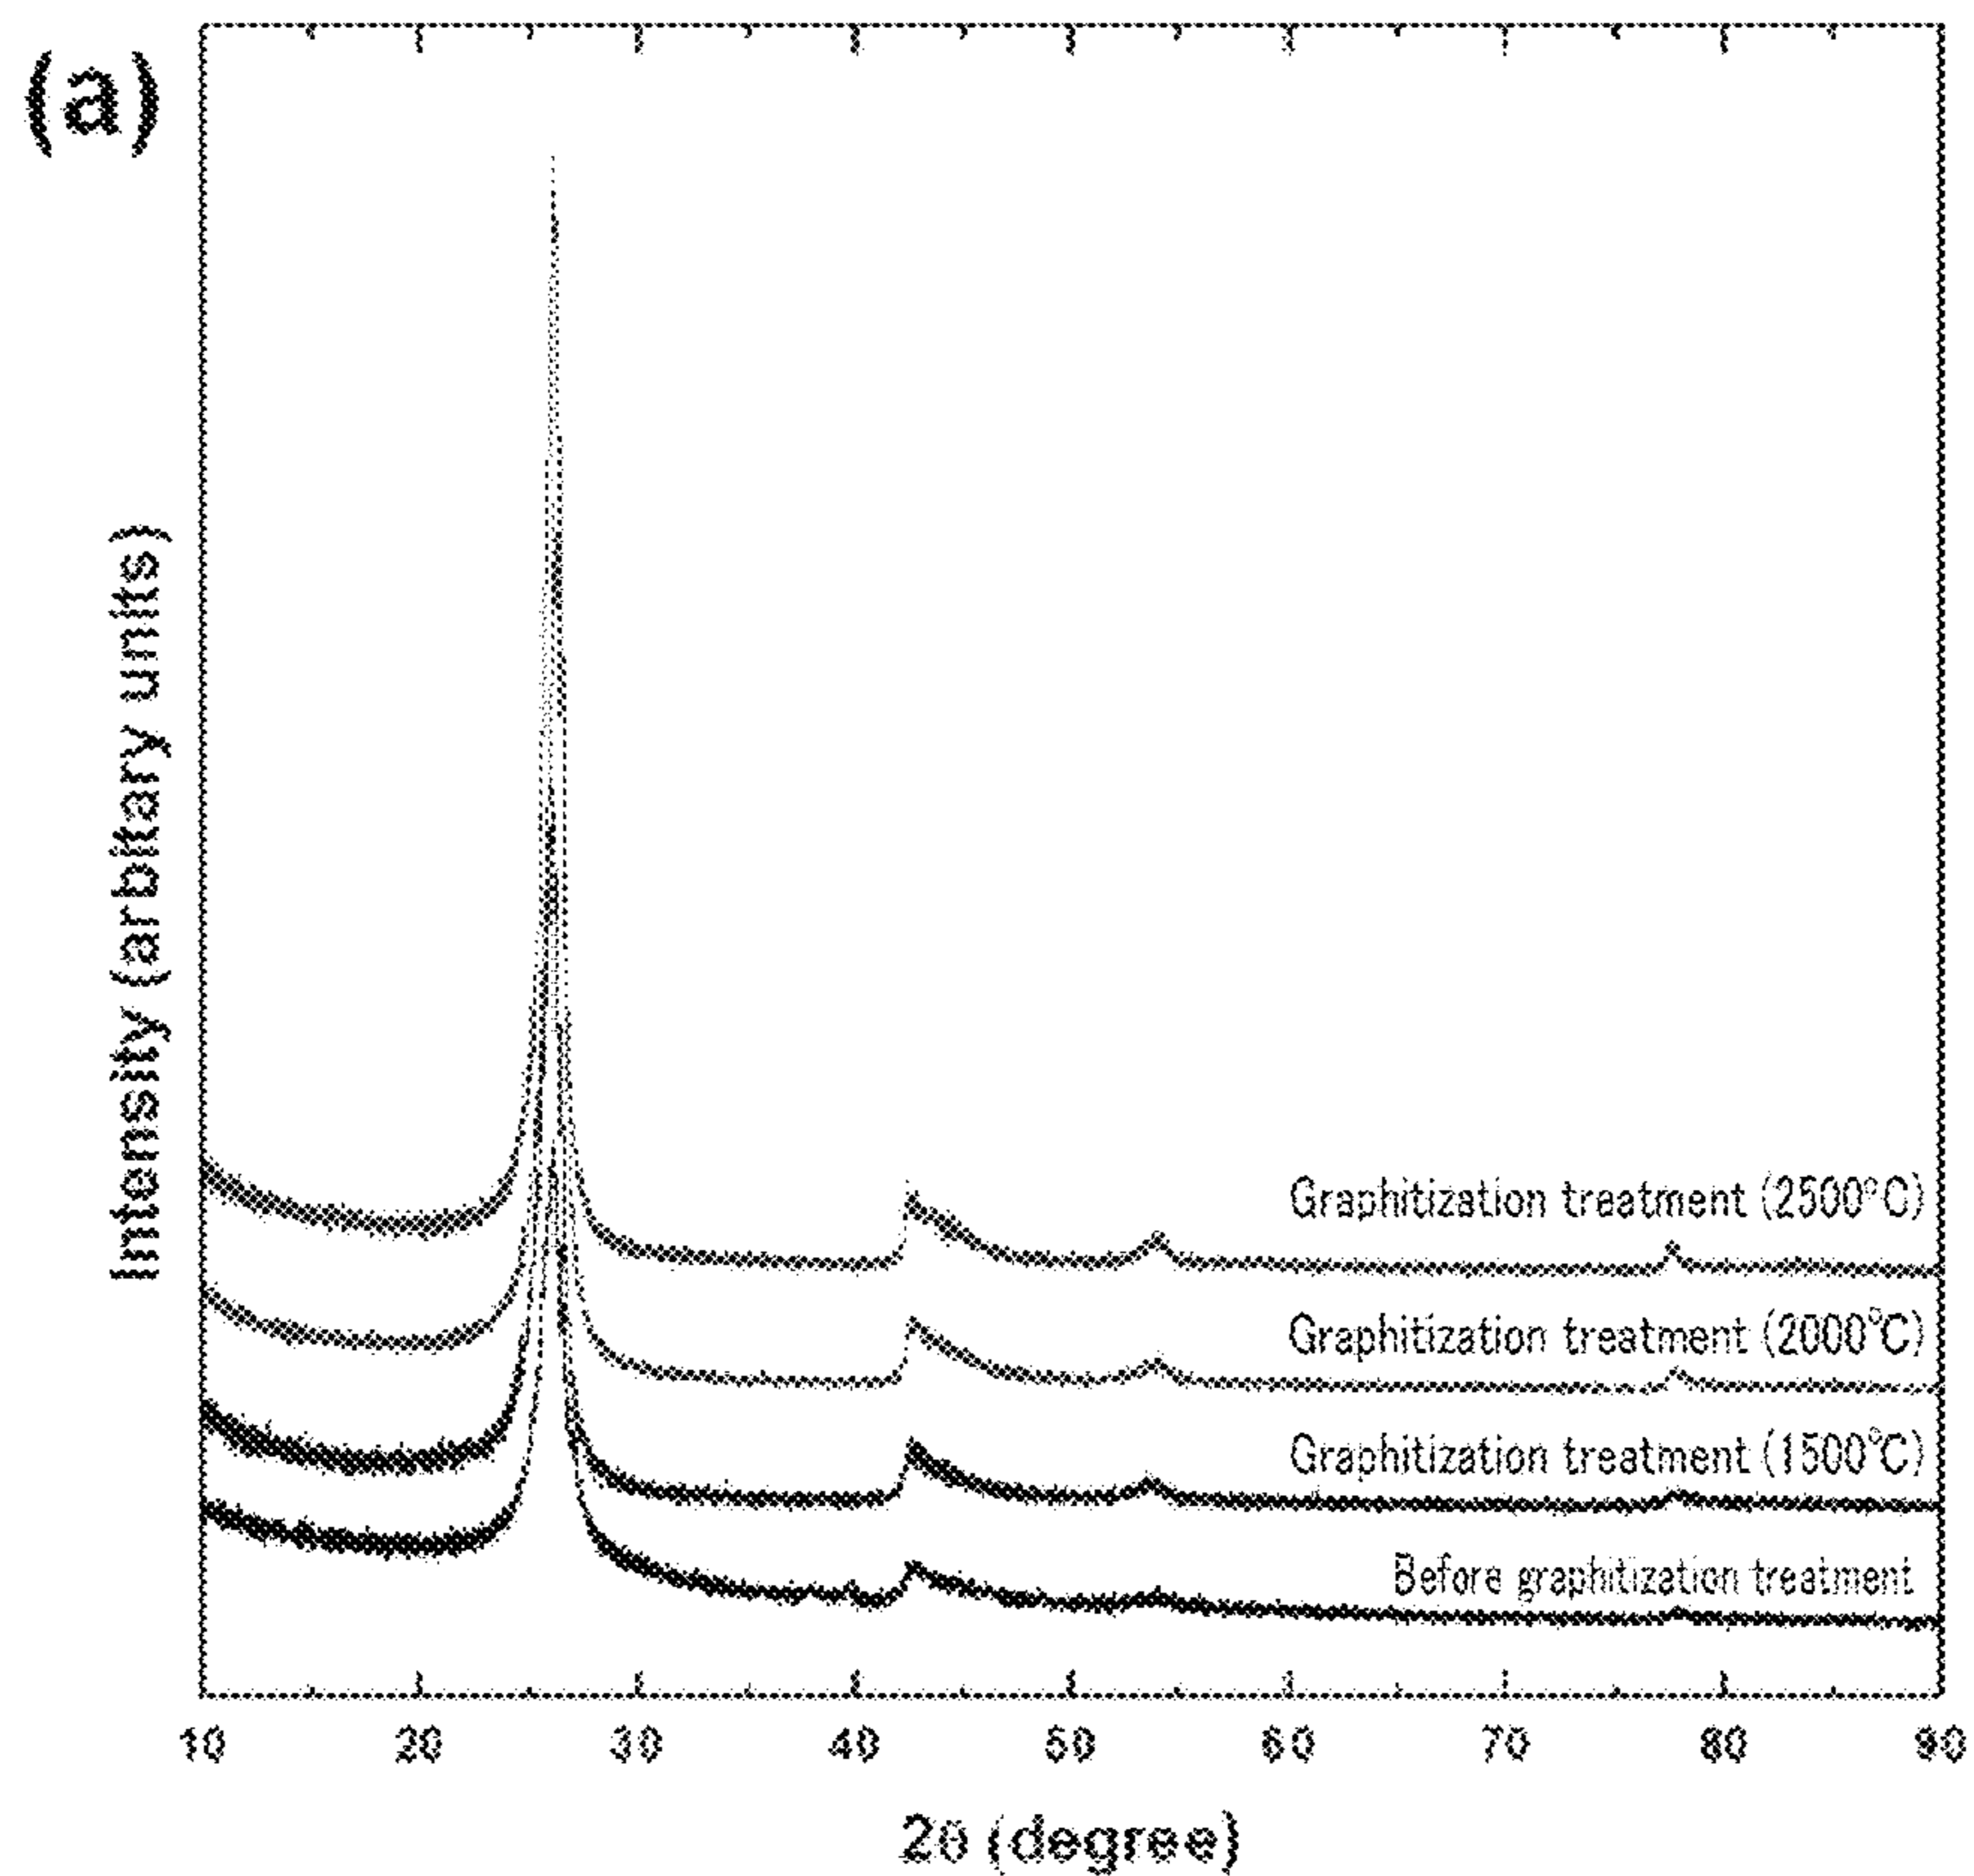 (a)
Intensity (arbitary units)
Graphitization treatment (2500°C)
Graphitization treatment (2000°C)
Graphitization treatment (1500°C)
Before graphitization treatment
10 20 30 40 50 60 70 80 90
2θ (degree)